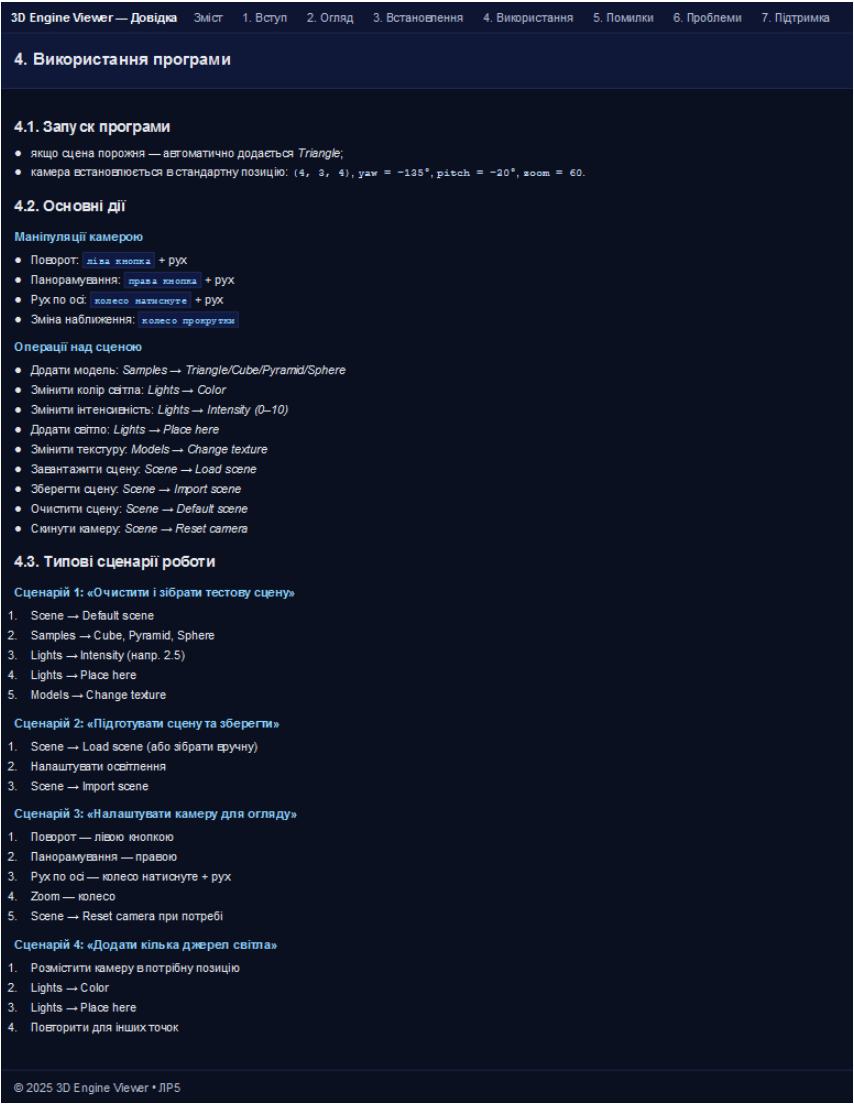 3D Engine Viewer — Довідка Зміст 1. Вступ 2. Огляд 3. Встановлення 4. Використання 5. Помилки 6. Проблеми 7. Підтримка
4. Використання програми
4.1. Запуск програми
● якщо сцена порожня — автоматично додається Triangle;
● камера встановлюється в стандартну позицію: (4, 3, 4), yaw = -135°, pitch = -20°, zoom = 60.
4.2. Основні дії
Маніпуляції камерою
● Поворот: ліва кнопка + рух
● Панорамування: права кнопка + рух
● Рух по осі: колесо натиснуте + рух
● Зміна наближення: колесо прокрутки
Операції над сценою
● Додати модель: Samples → Triangle/Cube/Pyramid/Sphere
● Змінити колір світла: Lights → Color
● Змінити інтенсивність: Lights → Intensity (0–10)
● Додати світло: Lights → Place here
● Змінити текстуру: Models → Change texture
● Завантажити сцену: Scene → Load scene
● Зберегти сцену: Scene → Import scene
● Очистити сцену: Scene → Default scene
● Скинути камеру: Scene → Reset camera
4.3. Типові сценарії роботи
Сценарій 1: «Очистити і зібрати тестову сцену»
1. Scene → Default scene
2. Samples → Cube, Pyramid, Sphere
3. Lights → Intensity (напр. 2.5)
4. Lights → Place here
5. Models → Change texture
Сценарій 2: «Підготувати сцену та зберегти»
1. Scene → Load scene (або зібрати вручну)
2. Налаштувати освітлення
3. Scene → Import scene
Сценарій 3: «Налаштувати камеру для огляду»
1. Поворот — лівою кнопкою
2. Панорамування — правою
3. Рух по осі — колесо натиснуте + рух
4. Zoom — колесо
5. Scene → Reset camera при потребі
Сценарій 4: «Додати кілька джерел світла»
1. Розмістити камеру в потрібну позицію
2. Lights → Color
3. Lights → Place here
4. Повторити для інших точок
© 2025 3D Engine Viewer • ЛР5